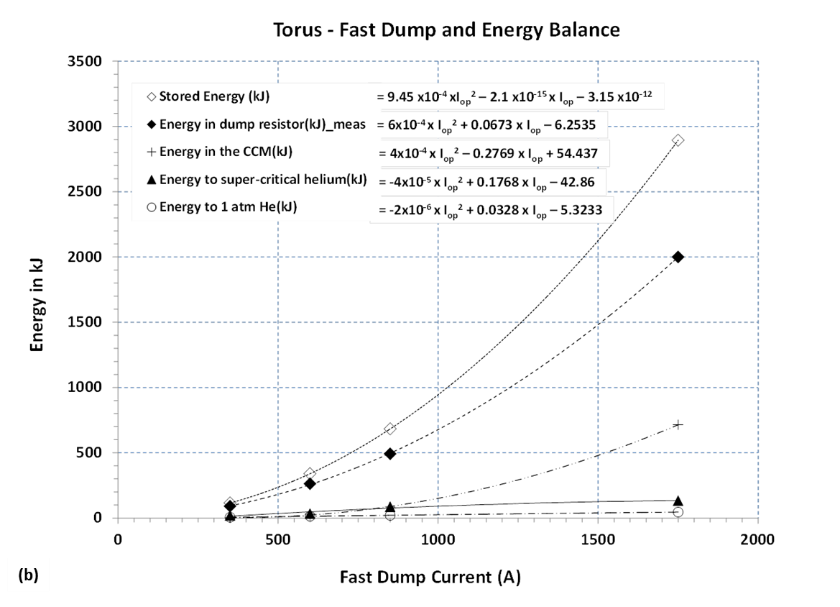 Torus - Fast Dump and Energy Balance
3500
3000
2500
2000
1500
1000
500
0
Energy in kJ
◇ Stored Energy (kJ) = 9.45 x10⁻⁴ xI_op² – 2.1 x10⁻¹⁵ x I_op – 3.15 x10⁻¹²
◆ Energy in dump resistor(kJ)_meas = 6x10⁻⁴ x I_op² + 0.0673 x I_op – 6.2535
+ Energy in the CCM(kJ) = 4x10⁻⁴ x I_op² – 0.2769 x I_op + 54.437
▲ Energy to super-critical helium(kJ) = -4x10⁻⁵ x I_op² + 0.1768 x I_op – 42.86
○ Energy to 1 atm He(kJ) = -2x10⁻⁶ x I_op² + 0.0328 x I_op – 5.3233
0 500 1000 1500 2000
Fast Dump Current (A)
(b)